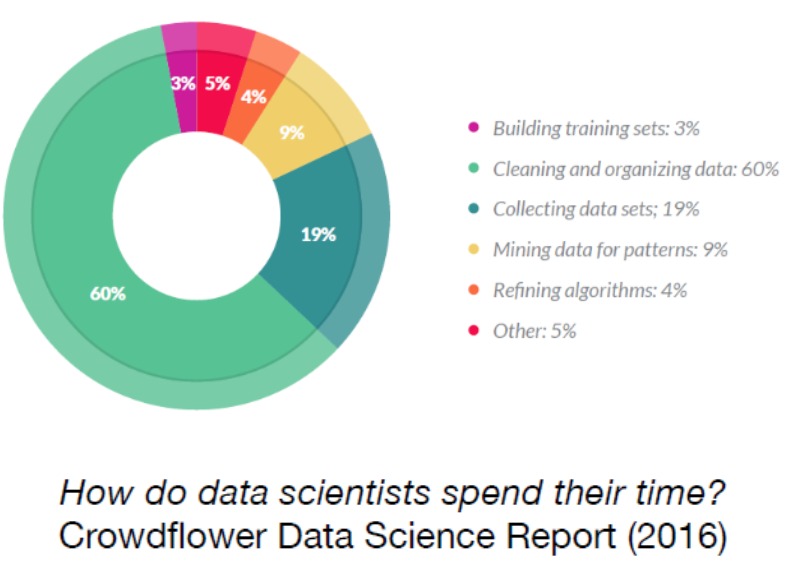 3%
5%
4%
9%
19%
60%
Building training sets: 3%
Cleaning and organizing data: 60%
Collecting data sets; 19%
Mining data for patterns: 9%
Refining algorithms: 4%
Other: 5%
How do data scientists spend their time?
Crowdflower Data Science Report (2016)